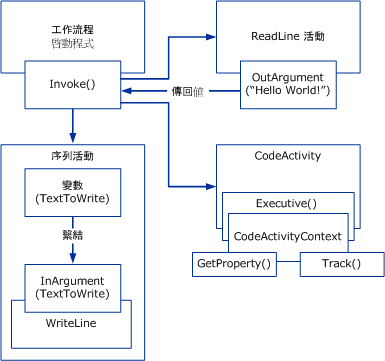 工作流程
啓動程式
Invoke()
ReadLine 活動
OutArgument
("Hello World!")
傳回値
序列活動
變數
(TextToWrite)
繫結
InArgument
(TextToWrite)
WriteLine
CodeActivity
Executive()
CodeActivityContext
GetProperty()
Track()